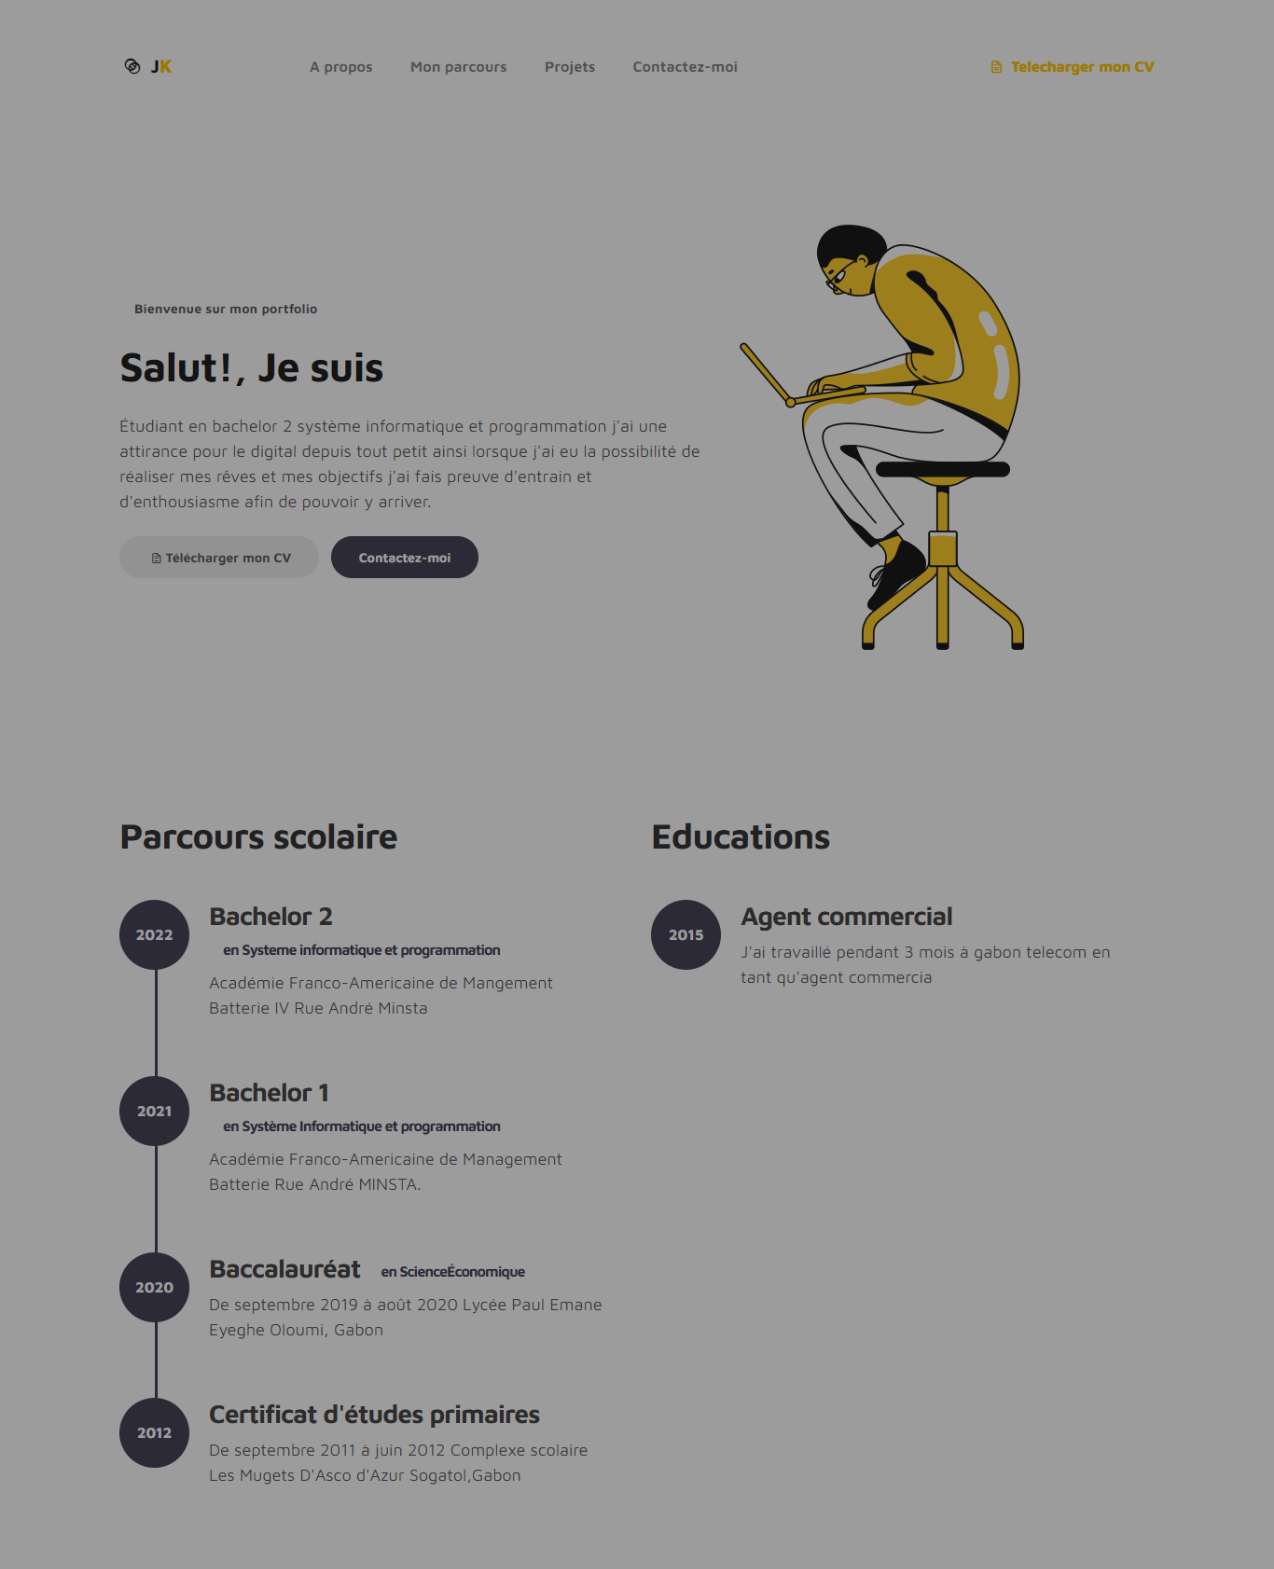 JK
A propos
Mon parcours
Projets
Contactez-moi
Telecharger mon CV
Bienvenue sur mon portfolio
Salut!, Je suis
Étudiant en bachelor 2 système informatique et programmation j'ai une
attirance pour le digital depuis tout petit ainsi lorsque j'ai eu la possibilité de
réaliser mes rêves et mes objectifs j'ai fais preuve d'entrain et
d'enthousiasme afin de pouvoir y arriver.
Télécharger mon CV
Contactez-moi
Parcours scolaire
2022
Bachelor 2
en Systeme informatique et programmation
Académie Franco-Americaine de Mangement
Batterie IV Rue André Minsta
2021
Bachelor 1
en Système Informatique et programmation
Académie Franco-Americaine de Management
Batterie Rue André MINSTA.
2020
Baccalauréat en ScienceÉconomique
De septembre 2019 à août 2020 Lycée Paul Emane
Eyeghe Oloumi, Gabon
2012
Certificat d'études primaires
De septembre 2011 à juin 2012 Complexe scolaire
Les Mugets D'Asco d'Azur Sogatol,Gabon
Educations
2015
Agent commercial
J'ai travaillé pendant 3 mois à gabon telecom en
tant qu'agent commercia